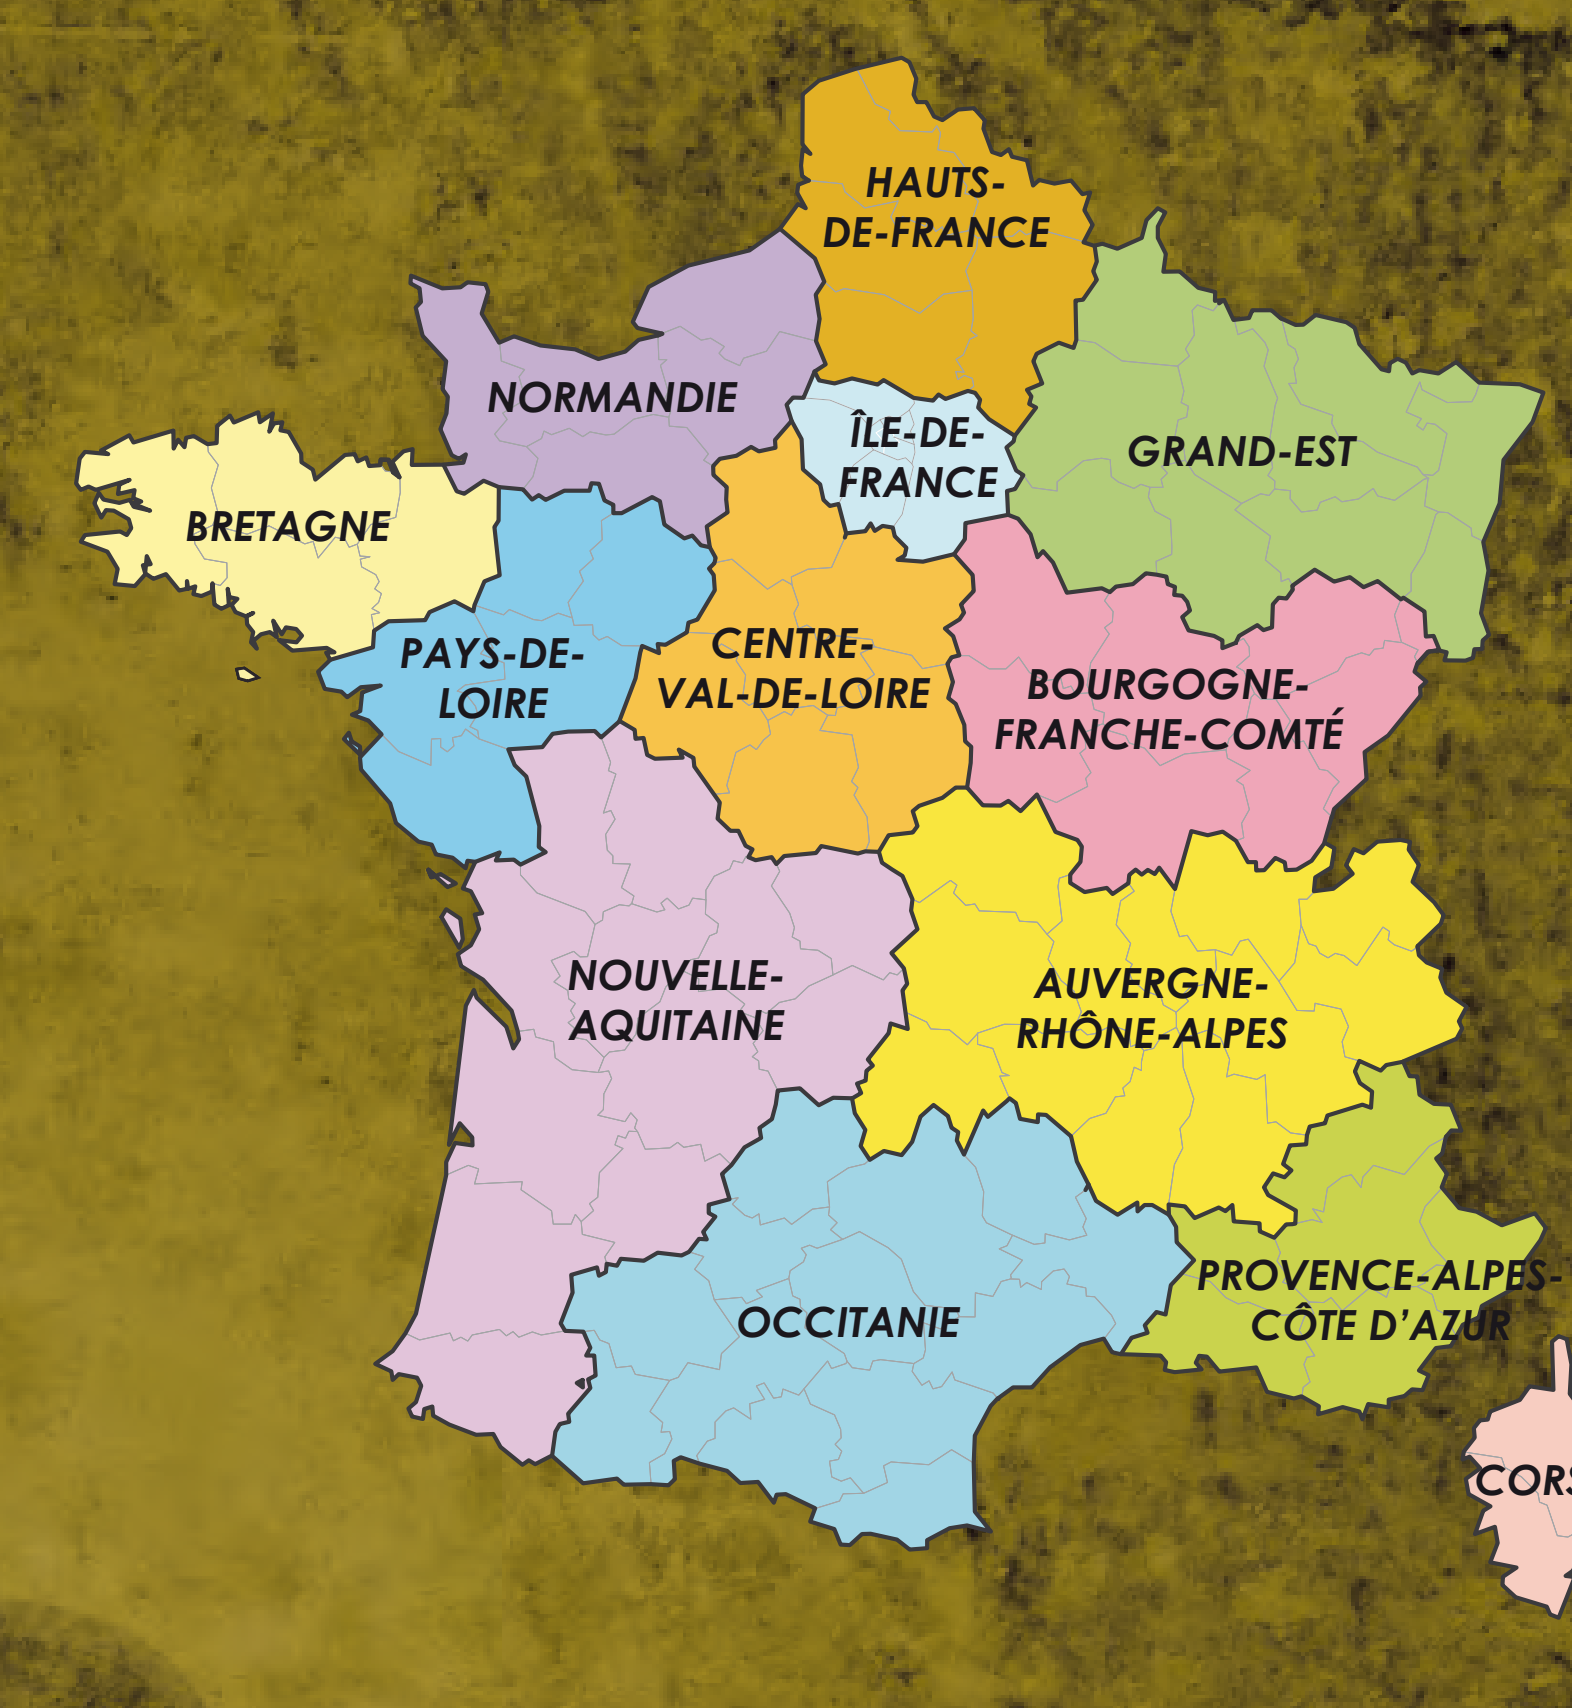 HAUTS-
DE-FRANCE
NORMANDIE
ÎLE-DE-
FRANCE
GRAND-EST
BRETAGNE
PAYS-DE-
LOIRE
CENTRE-
VAL-DE-LOIRE
BOURGOGNE-
FRANCHE-COMTÉ
NOUVELLE-
AQUITAINE
AUVERGNE-
RHÔNE-ALPES
OCCITANIE
PROVENCE-ALPES-
CÔTE D’AZUR
CORS